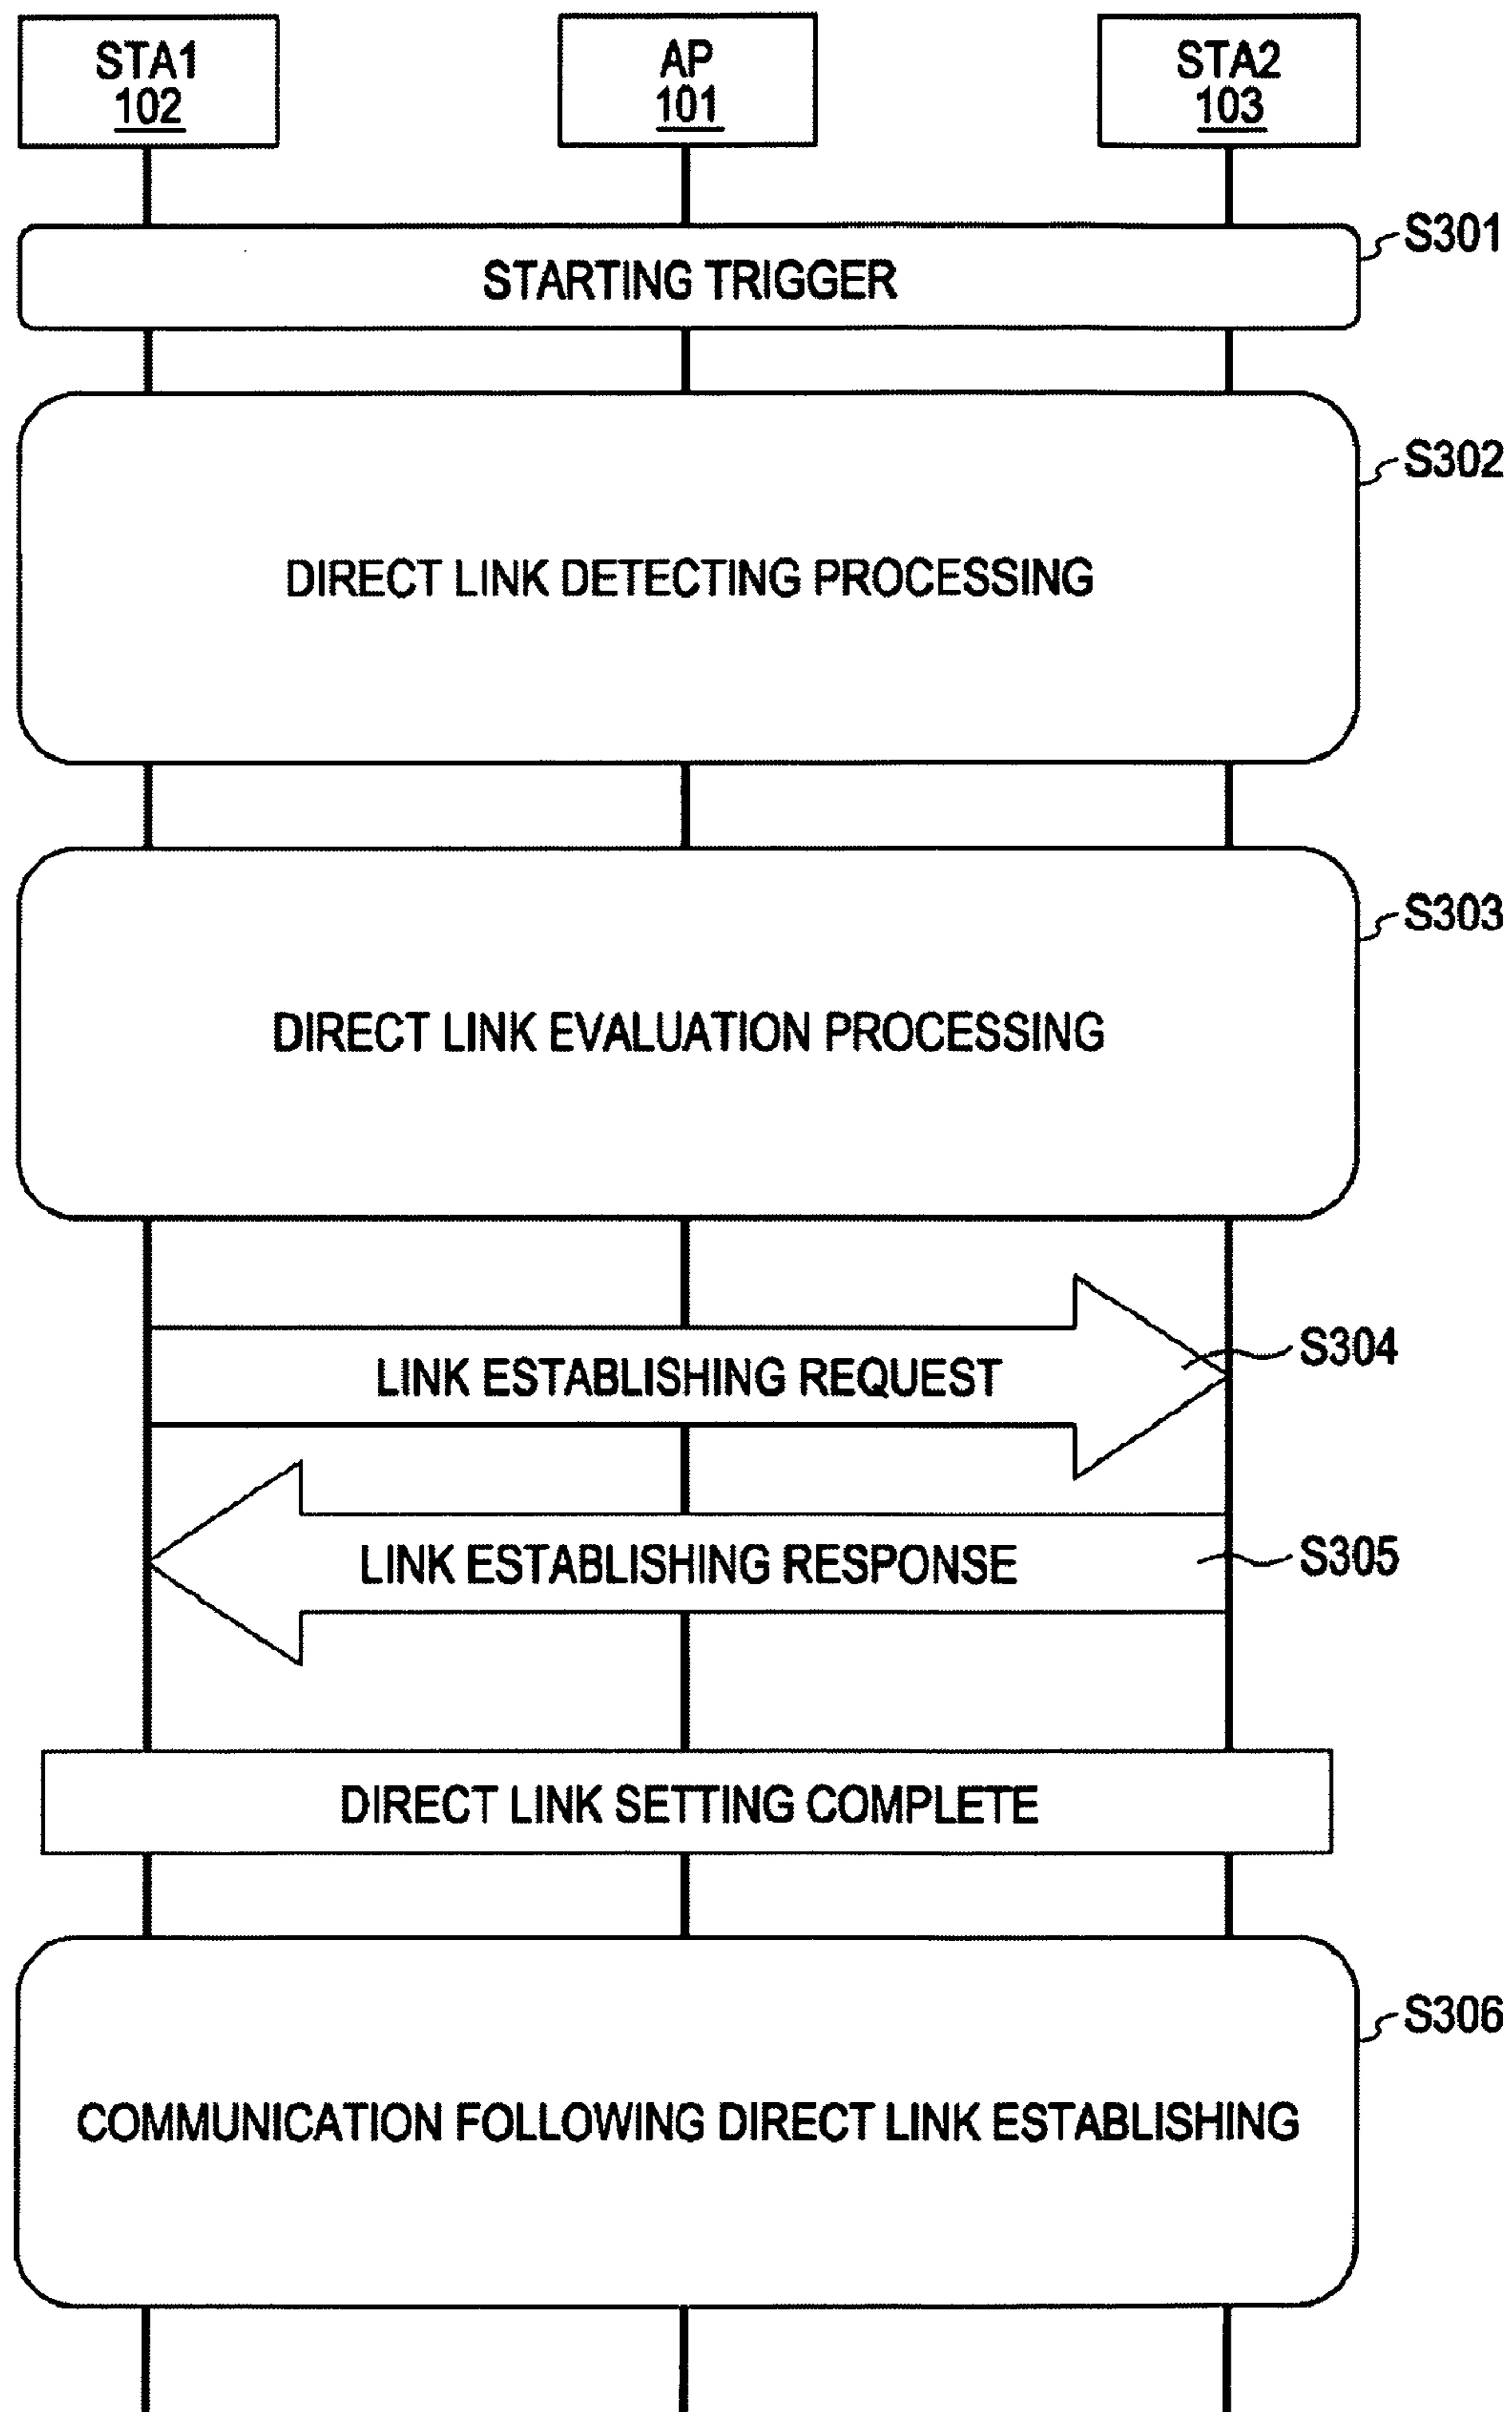 STA1
102
AP
101
STA2
103
S301
STARTING TRIGGER
S302
DIRECT LINK DETECTING PROCESSING
S303
DIRECT LINK EVALUATION PROCESSING
S304
LINK ESTABLISHING REQUEST
LINK ESTABLISHING RESPONSE
S305
DIRECT LINK SETTING COMPLETE
S306
COMMUNICATION FOLLOWING DIRECT LINK ESTABLISHING